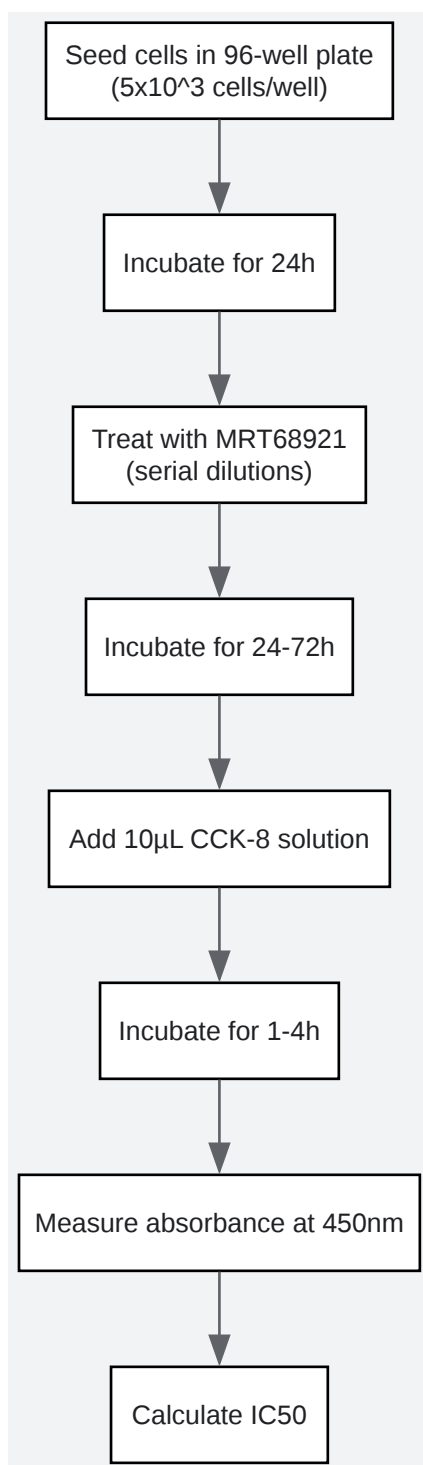 Seed cells in 96-well plate
(5x10^3 cells/well)
Incubate for 24h
Treat with MRT68921
(serial dilutions)
Incubate for 24-72h
Add 10µL CCK-8 solution
Incubate for 1-4h
Measure absorbance at 450nm
Calculate IC50